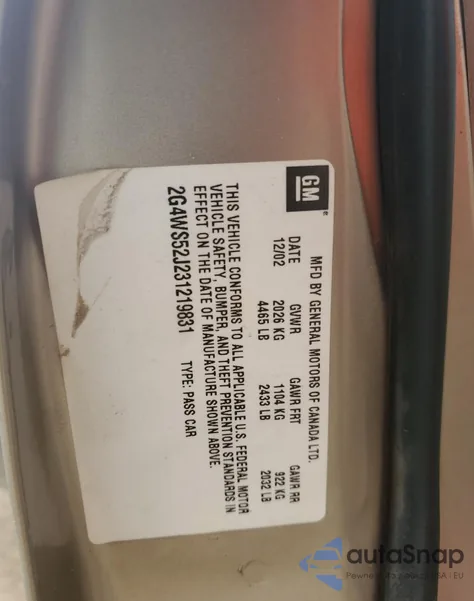 GM
MFD BY GENERAL MOTORS OF CANADA LTD.
DATE GVWR GAWR FRT GAWR RR
12/02 2026 KG 1104 KG 922 KG
4465 LB 2433 LB 2032 LB
THIS VEHICLE CONFORMS TO ALL APPLICABLE U.S. FEDERAL MOTOR
VEHICLE SAFETY, BUMPER, AND THEFT PREVENTION STANDARDS IN
EFFECT ON THE DATE OF MANUFACTURE SHOWN ABOVE.
2G4WS52J231219831 TYPE: PASS CAR
autoSnap